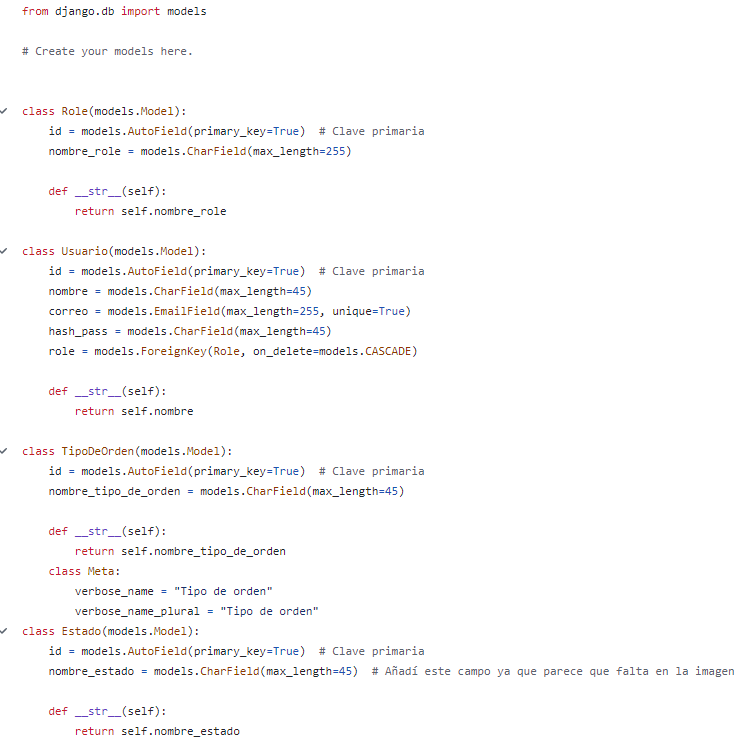 from django.db import models
# Create your models here.
class Role(models.Model):
    id = models.AutoField(primary_key=True)  # Clave primaria
    nombre_role = models.CharField(max_length=255)
    def __str__(self):
        return self.nombre_role
class Usuario(models.Model):
    id = models.AutoField(primary_key=True)  # Clave primaria
    nombre = models.CharField(max_length=45)
    correo = models.EmailField(max_length=255, unique=True)
    hash_pass = models.CharField(max_length=45)
    role = models.ForeignKey(Role, on_delete=models.CASCADE)
    def __str__(self):
        return self.nombre
class TipoDeOrden(models.Model):
    id = models.AutoField(primary_key=True)  # Clave primaria
    nombre_tipo_de_orden = models.CharField(max_length=45)
    def __str__(self):
        return self.nombre_tipo_de_orden
    class Meta:
        verbose_name = "Tipo de orden"
        verbose_name_plural = "Tipo de orden"
class Estado(models.Model):
    id = models.AutoField(primary_key=True)  # Clave primaria
    nombre_estado = models.CharField(max_length=45)  # Añadí este campo ya que parece que falta en la imagen
    def __str__(self):
        return self.nombre_estado